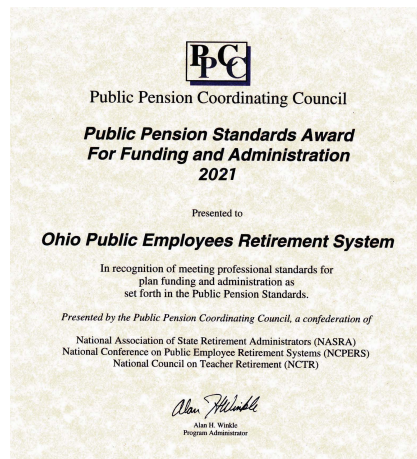 PPCC
Public Pension Coordinating Council
Public Pension Standards Award
For Funding and Administration
2021
Presented to
Ohio Public Employees Retirement System
In recognition of meeting professional standards for
plan funding and administration as
set forth in the Public Pension Standards.
Presented by the Public Pension Coordinating Council, a confederation of
National Association of State Retirement Administrators (NASRA)
National Conference on Public Employee Retirement Systems (NCPERS)
National Council on Teacher Retirement (NCTR)
Alan H. Winkle
Alan H. Winkle
Program Administrator